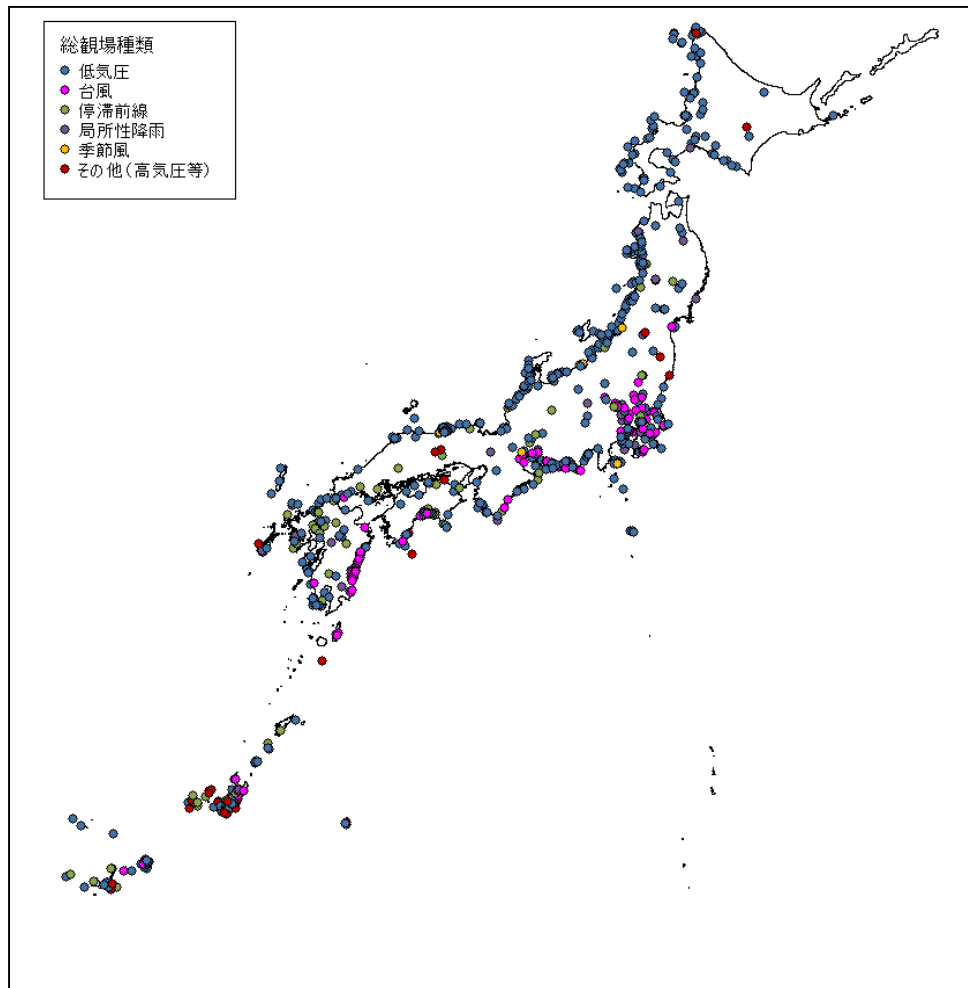 総観場種類
低気圧
台風
停滞前線
局所性降雨
季節風
その他(高気圧等)